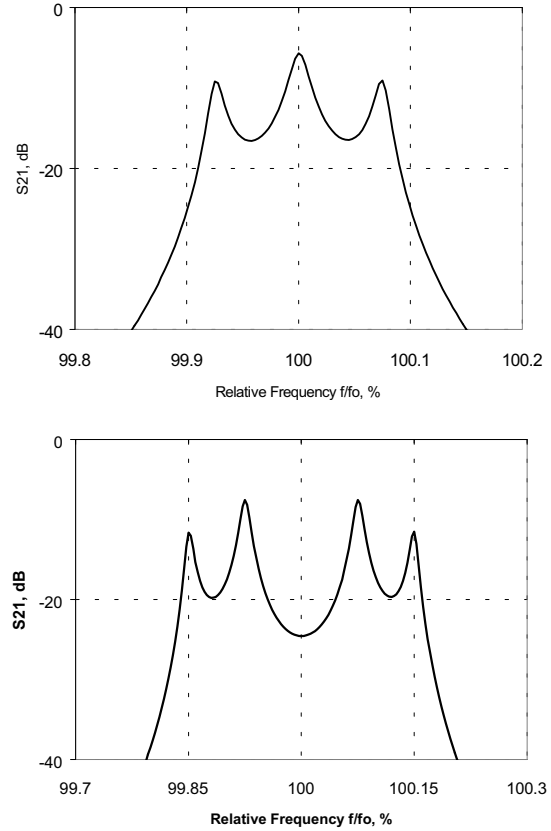 0
-20
-40
S21, dB
99.8 99.9 100 100.1 100.2
Relative Frequency f/fo, %
0
-20
-40
S21, dB
99.7 99.85 100 100.15 100.3
Relative Frequency f/fo, %